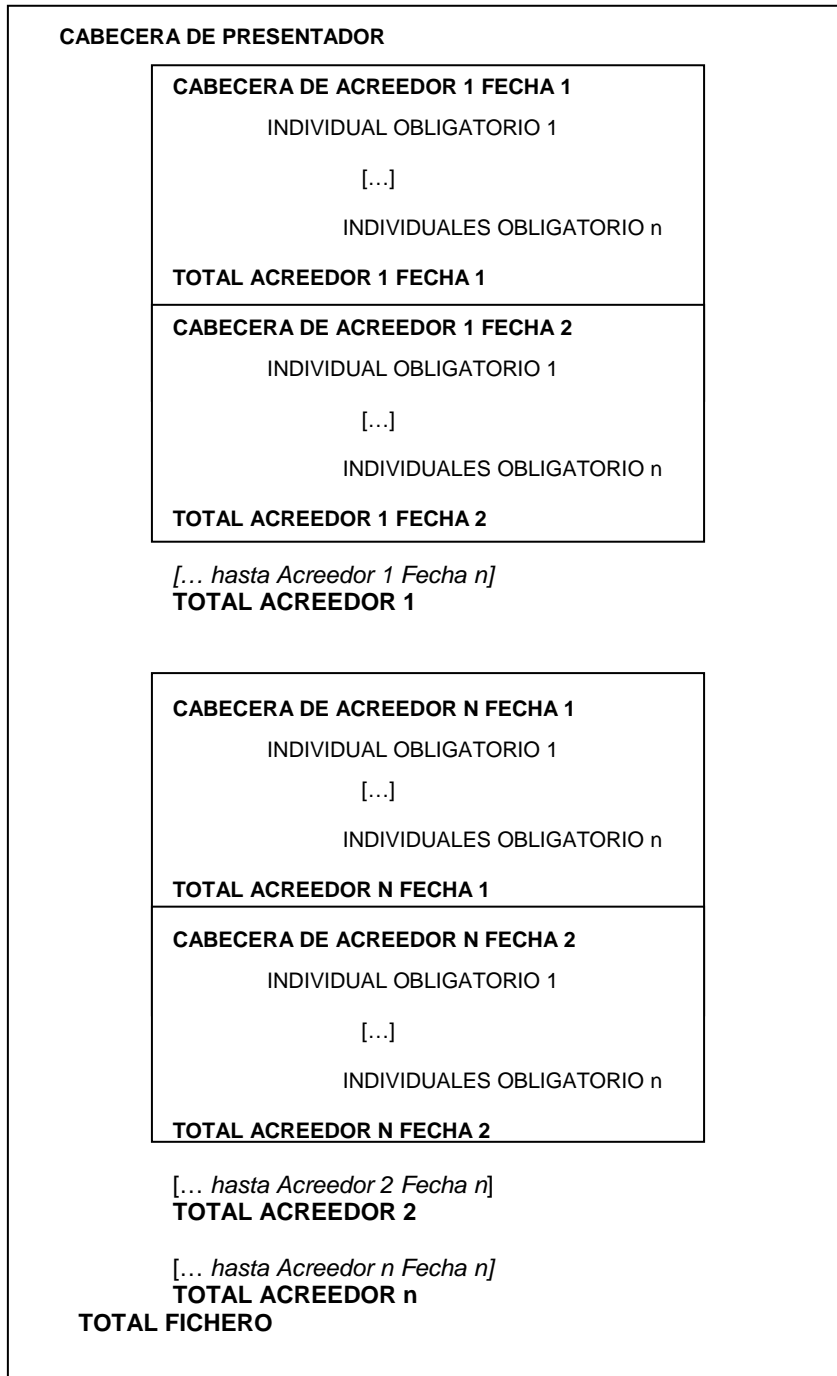 CABECERA DE PRESENTADOR
CABECERA DE ACREEDOR 1 FECHA 1
INDIVIDUAL OBLIGATORIO 1
[…]
INDIVIDUALES OBLIGATORIO n
TOTAL ACREEDOR 1 FECHA 1
CABECERA DE ACREEDOR 1 FECHA 2
INDIVIDUAL OBLIGATORIO 1
[…]
INDIVIDUALES OBLIGATORIO n
TOTAL ACREEDOR 1 FECHA 2
[… hasta Acreedor 1 Fecha n]
TOTAL ACREEDOR 1
CABECERA DE ACREEDOR N FECHA 1
INDIVIDUAL OBLIGATORIO 1
[…]
INDIVIDUALES OBLIGATORIO n
TOTAL ACREEDOR N FECHA 1
CABECERA DE ACREEDOR N FECHA 2
INDIVIDUAL OBLIGATORIO 1
[…]
INDIVIDUALES OBLIGATORIO n
TOTAL ACREEDOR N FECHA 2
[… hasta Acreedor 2 Fecha n]
TOTAL ACREEDOR 2
[… hasta Acreedor n Fecha n]
TOTAL ACREEDOR n
TOTAL FICHERO